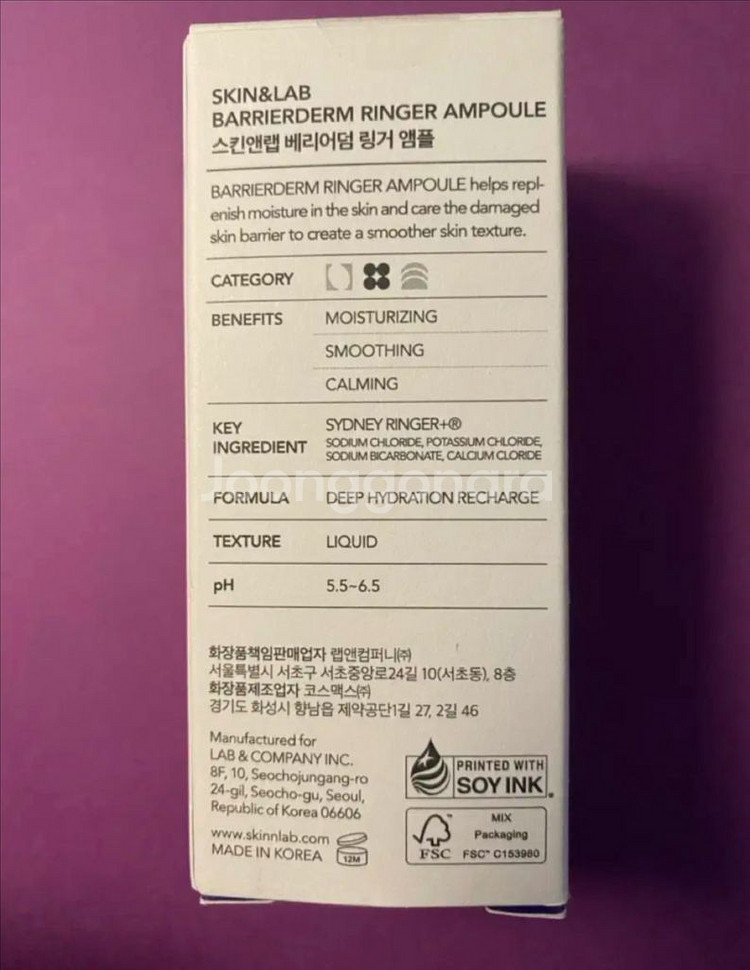 SKIN&LAB
BARRIERDERM RINGER AMPOULE
스킨앤랩 베리어덤 링거 앰플
BARRIERDERM RINGER AMPOULE helps repl-
enish moisture in the skin and care the damaged
skin barrier to create a smoother skin texture.
CATEGORY
BENEFITS MOISTURIZING
SMOOTHING
CALMING
KEY INGREDIENT SYDNEY RINGER+®
SODIUM CHLORIDE, POTASSIUM CHLORIDE,
SODIUM BICARBONATE, CALCIUM CLORIDE
Joonggonara
FORMULA DEEP HYDRATION RECHARGE
TEXTURE LIQUID
pH 5.5~6.5
화장품책임판매업자 랩앤컴퍼니㈜
서울특별시 서초구 서초중앙로24길 10(서초동), 8층
화장품제조업자 코스맥스㈜
경기도 화성시 향남읍 제약공단1길 27, 2길 46
Manufactured for
LAB & COMPANY INC.
8F, 10, Seochojungang-ro
24-gil, Seocho-gu, Seoul,
Republic of Korea 06606
www.skinnlab.com
MADE IN KOREA
12M
PRINTED WITH
SOY INK
MIX
Packaging
FSC
FSC™ C153980